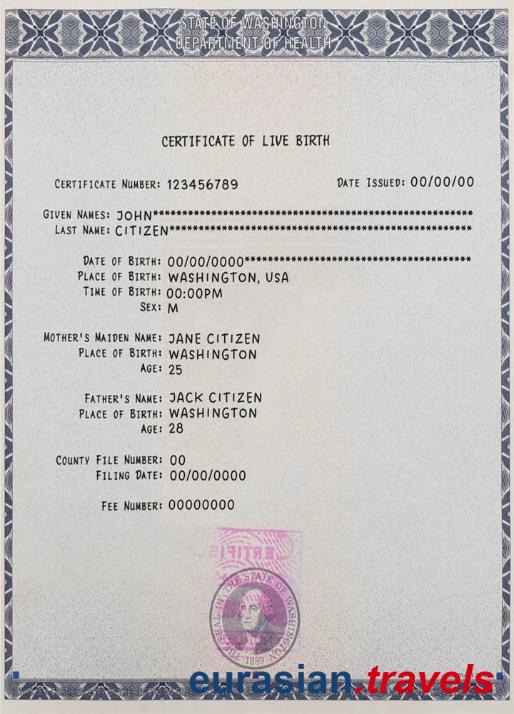 STATE OF WASHINGTON
DEPARTMENT OF HEALTH
CERTIFICATE OF LIVE BIRTH
CERTIFICATE NUMBER: 123456789 DATE ISSUED: 00/00/00
GIVEN NAMES: JOHN**********************************************
LAST NAME: CITIZEN*******************************************
DATE OF BIRTH: 00/00/0000*********************************
PLACE OF BIRTH: WASHINGTON, USA
TIME OF BIRTH: 00:00PM
SEX: M
MOTHER'S MAIDEN NAME: JANE CITIZEN
PLACE OF BIRTH: WASHINGTON
AGE: 25
FATHER'S NAME: JACK CITIZEN
PLACE OF BIRTH: WASHINGTON
AGE: 28
COUNTY FILE NUMBER: 00
FILING DATE: 00/00/0000
FEE NUMBER: 00000000
THE SEAL OF THE STATE OF WASHINGTON
1889
eurasian.travels